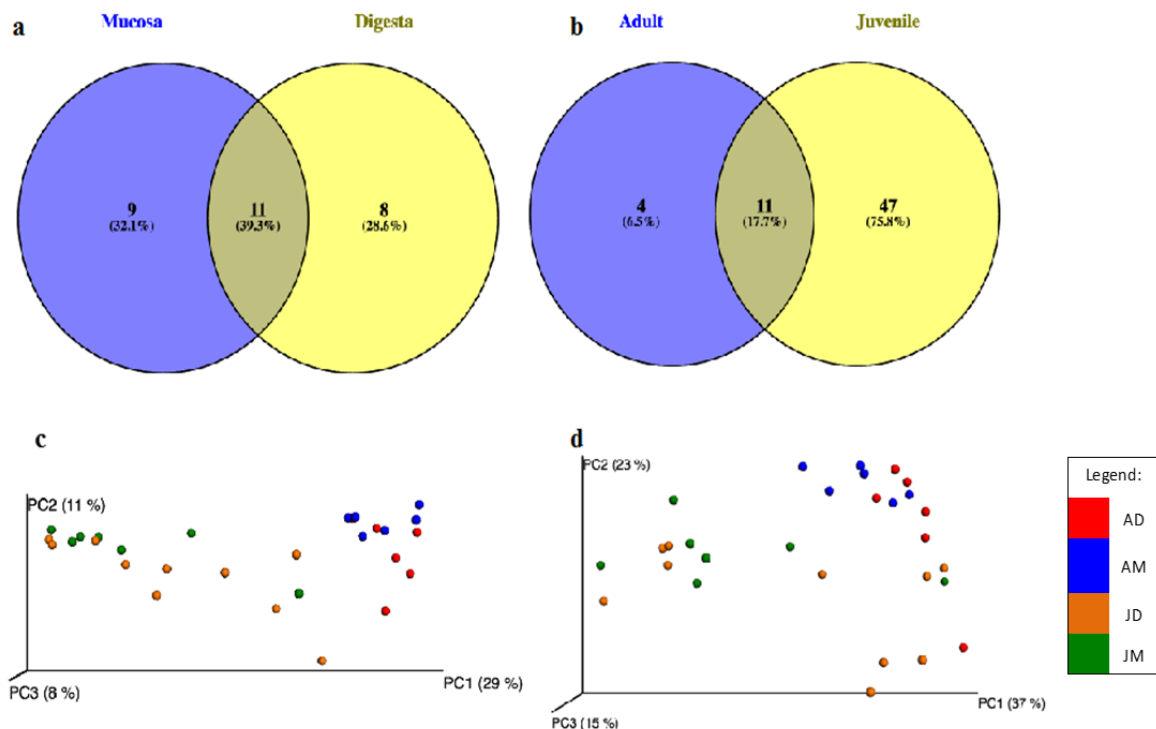 a Mucosa Digesta b Adult Juvenile
9 11 8 4 11 47
(32.1%) (39.3%) (28.6%) (6.5%) (17.7%) (75.8%)
c d
PC2 (23 %)
Legend:
PC2 (11 %)
AD
AM
JD
JM
PC1 (29 %)
PC3 (8 %)
PC1 (37 %)
PC3 (15 %)